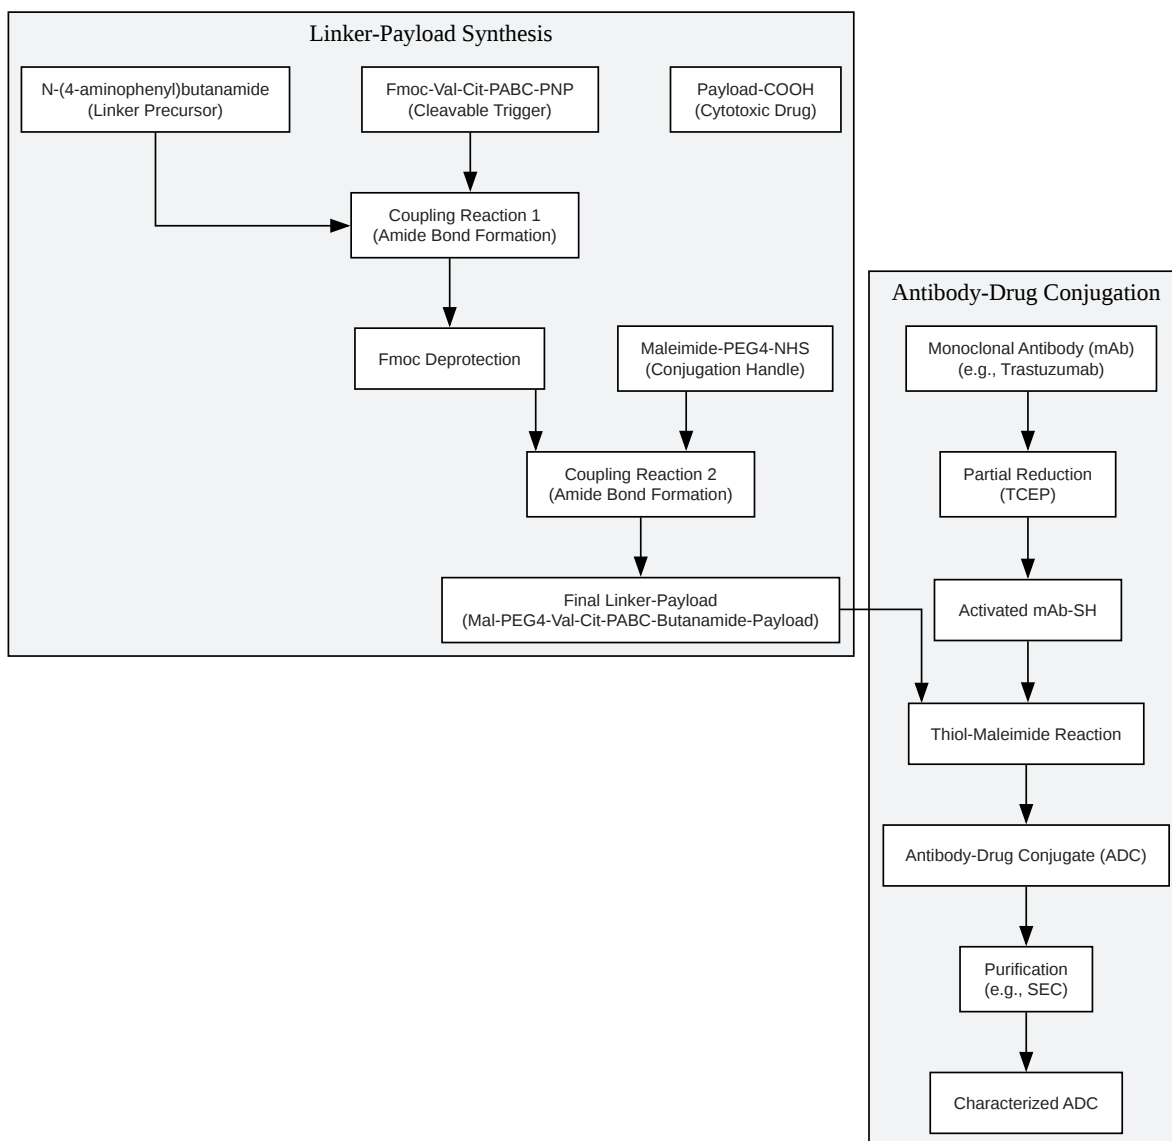 Linker-Payload Synthesis
N-(4-aminophenyl)butanamide
(Linker Precursor)
Fmoc-Val-Cit-PABC-PNP
(Cleavable Trigger)
Payload-COOH
(Cytotoxic Drug)
Coupling Reaction 1
(Amide Bond Formation)
Fmoc Deprotection
Maleimide-PEG4-NHS
(Conjugation Handle)
Coupling Reaction 2
(Amide Bond Formation)
Final Linker-Payload
(Mal-PEG4-Val-Cit-PABC-Butanamide-Payload)
Antibody-Drug Conjugation
Monoclonal Antibody (mAb)
(e.g., Trastuzumab)
Partial Reduction
(TCEP)
Activated mAb-SH
Thiol-Maleimide Reaction
Antibody-Drug Conjugate (ADC)
Purification
(e.g., SEC)
Characterized ADC